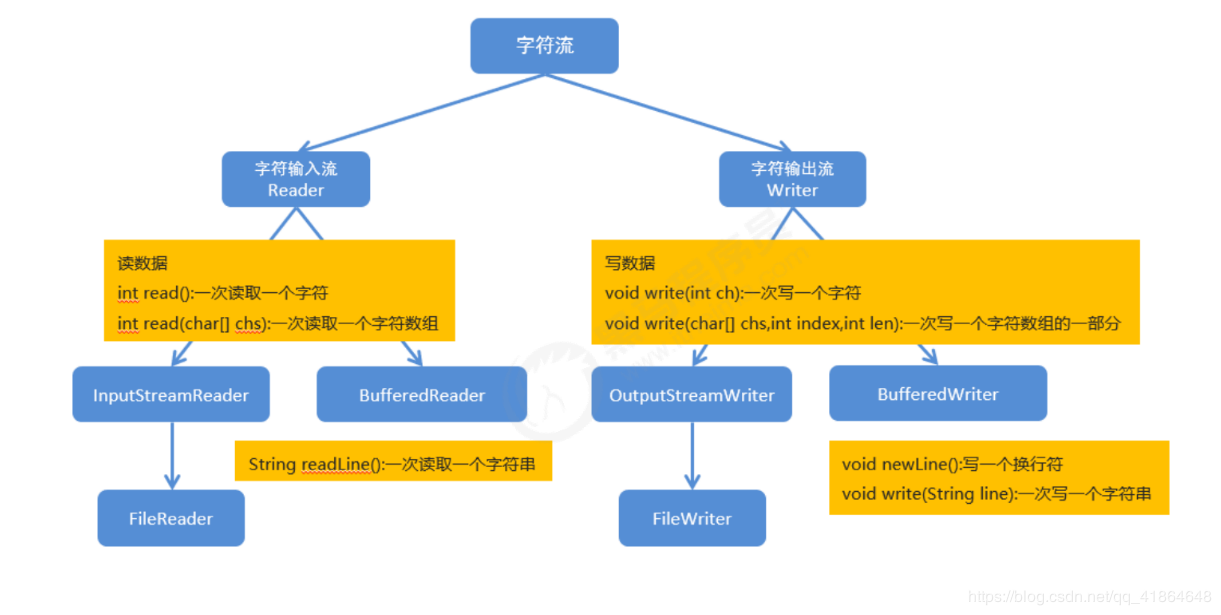 字符流
字符输入流
Reader
字符输出流
Writer
读数据
int read():一次读取一个字符
int read(char[] chs):一次读取一个字符数组
写数据
void write(int ch):一次写一个字符
void write(char[] chs,int index,int len):一次写一个字符数组的一部分
InputStreamReader
BufferedReader
OutputStreamWriter
BufferedWriter
String readLine():一次读取一个字符串
void newLine():写一个换行符
void write(String line):一次写一个字符串
FileReader
FileWriter
https://blog.csdn.net/qq_41864648